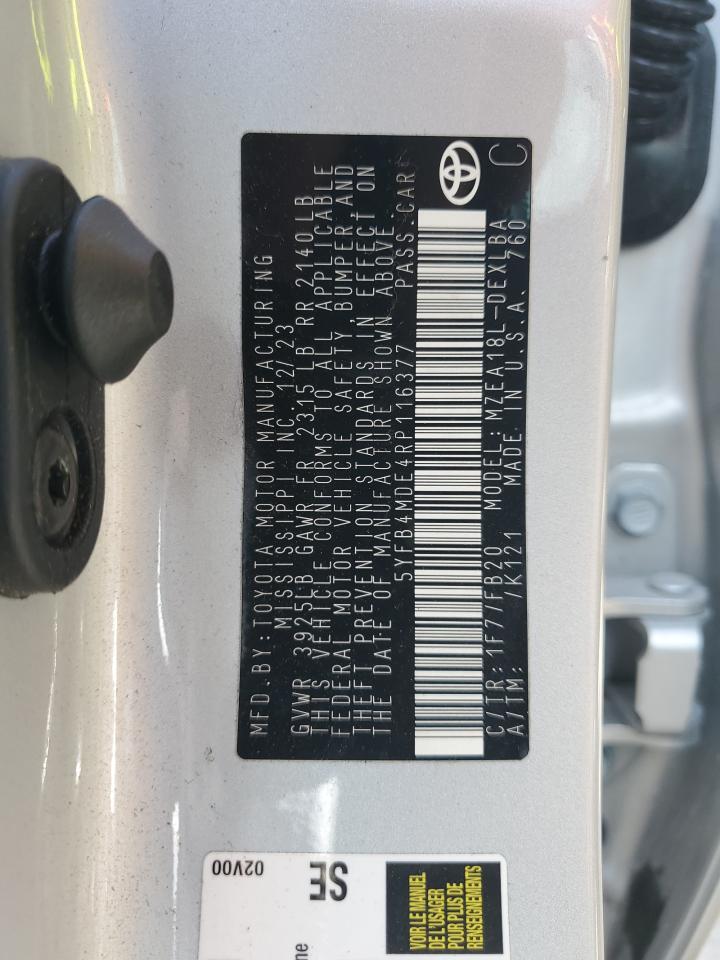 MFD.BY:TOYOTA MOTOR MANUFACTURING
MISSISSIPPI INC. 12/23
GVWR 3925LB GAWR FR 2315 LB RR 2140LB
THIS VEHICLE CONFORMS TO ALL APPLICABLE
FEDERAL MOTOR VEHICLE SAFETY,BUMPER,AND
THEFT PREVENTION STANDARDS IN EFFECT ON
THE DATE OF MANUFACTURE SHOWN ABOVE.
5YFB4MDE4RP116377 PASS.CAR
C/TR: 1F7/FB20 MODEL: MZEA18L-DEXLBA
A/TM: /K121 MADE IN U.S.A. 760
C
02V00
SE
VOIR LE MANUEL
DE L'USAGER
POUR PLUS DE
RENSEIGNEMENTS